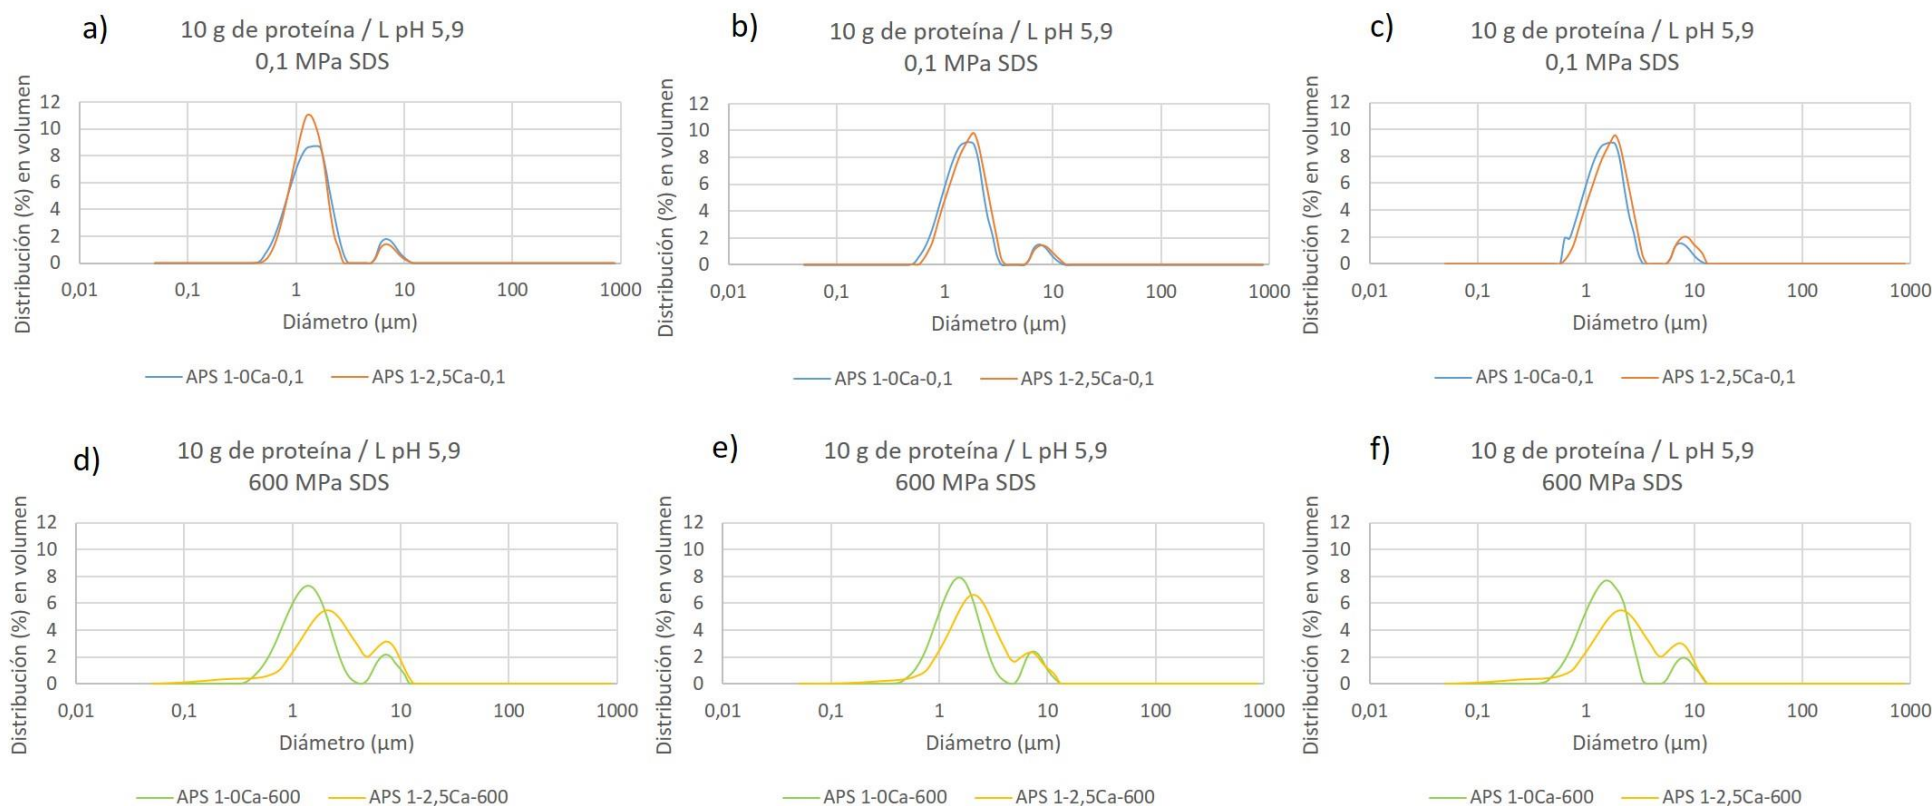 a)
10 g de proteína / L pH 5,9
0,1 MPa SDS
Distribución (%) en volumen
12
10
8
6
4
2
0
0,01 0,1 1 10 100 1000
Diámetro (µm)
APS 1-0Ca-0,1 APS 1-2,5Ca-0,1
b)
10 g de proteína / L pH 5,9
0,1 MPa SDS
Distribución (%) en volumen
12
10
8
6
4
2
0
0,01 0,1 1 10 100 1000
Diámetro (µm)
APS 1-0Ca-0,1 APS 1-2,5Ca-0,1
c)
10 g de proteína / L pH 5,9
0,1 MPa SDS
Distribución (%) en volumen
12
10
8
6
4
2
0
0,01 0,1 1 10 100 1000
Diámetro (µm)
APS 1-0Ca-0,1 APS 1-2,5Ca-0,1
d)
10 g de proteína / L pH 5,9
600 MPa SDS
Distribución (%) en volumen
12
10
8
6
4
2
0
0,01 0,1 1 10 100 1000
Diámetro (µm)
APS 1-0Ca-600 APS 1-2,5Ca-600
e)
10 g de proteína / L pH 5,9
600 MPa SDS
Distribución (%) en volumen
12
10
8
6
4
2
0
0,01 0,1 1 10 100 1000
Diámetro (µm)
APS 1-0Ca-600 APS 1-2,5Ca-600
f)
10 g de proteína / L pH 5,9
600 MPa SDS
Distribución (%) en volumen
12
10
8
6
4
2
0
0,01 0,1 1 10 100 1000
Diámetro (µm)
APS 1-0Ca-600 APS 1-2,5Ca-600